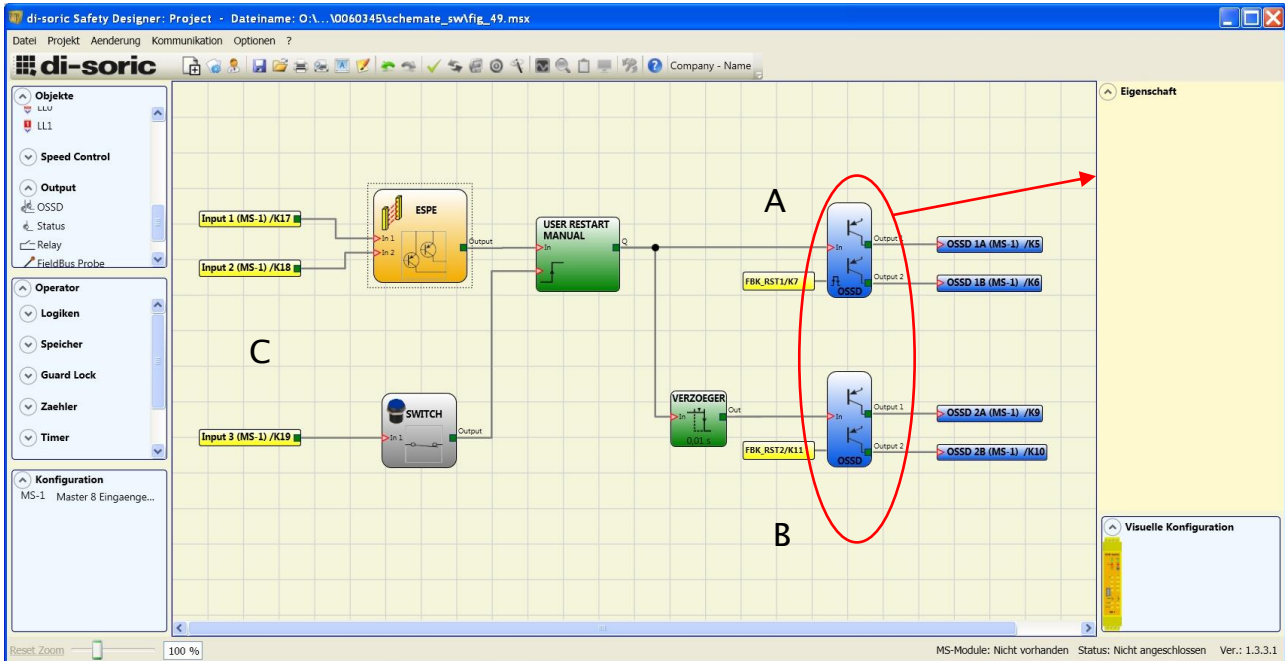 di-soric Safety Designer: Project - Dateiname: O:\...\0060345\schemate_sw\fig_49.msx
Datei Projekt Aenderung Kommunikation Optionen ?
di-soric
Company - Name
Objekte
LL0
LL1
Speed Control
Output
OSSD
Status
Relay
FieldBus Probe
Operator
Logiken
Speicher
Guard Lock
Zaehler
Timer
Konfiguration
MS-1 Master 8 Eingaenge...
Input 1 (MS-1) /K17
Input 2 (MS-1) /K18
C
Input 3 (MS-1) /K19
ESPE
In 1
In 2
Output
SWITCH
In 1
Output
USER RESTART
MANUAL
In
Q
VERZOEGER
In
Out
0,01 s
A
FBK_RST1/K7
In
Output 1
Output 2
OSSD
OSSD 1A (MS-1) /K5
OSSD 1B (MS-1) /K6
FBK_RST2/K11
In
Output 1
Output 2
OSSD
OSSD 2A (MS-1) /K9
OSSD 2B (MS-1) /K10
B
Eigenschaft
Visuelle Konfiguration
Reset Zoom
100 %
MS-Module: Nicht vorhanden Status: Nicht angeschlossen Ver.: 1.3.3.1